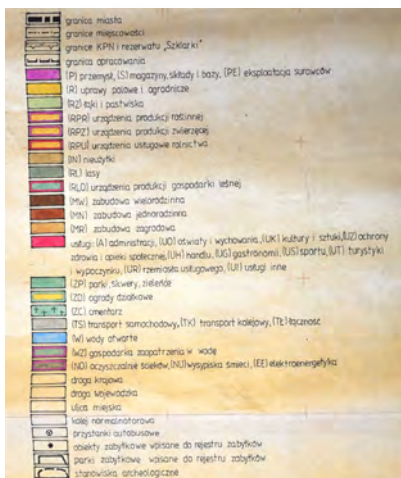 granica miasta
granice miejscowości
granice KPN i rezerwatu „Szklarki"
granica opracowania
(P) przemysł, (S) magazyny, składy i bazy, (PE) eksploatacja surowców
(R) uprawy polowe i ogrodnicze
(RZ) łąki i pastwiska
(RPR) urządzenia produkcji roślinnej
(RPZ) urządzenia produkcji zwierzęcej
(RPU) urządzenia usługowe rolnictwa
(IN) nieużytki
(RL) lasy
(RLO) urządzenia produkcji gospodarki leśnej
(MW) zabudowa wielorodzinna
(MN) zabudowa jednorodzinna
(MR) zabudowa zagrodowa
usługi: (A) administracji, (UO) oświaty i wychowania, (UK) kultury i sztuki, (UZ) ochrony
zdrowia i opieki społecznej, (UH) handlu, (UG) gastronomii, (US) sportu, (UT) turystyki
i wypoczynku, (UR) rzemiosła usługowego, (UI) usługi inne
(ZP) parki, skwery, zieleńce
(ZD) ogrody działkowe
(ZC) cmentarz
(TS) transport samochodowy, (TK) transport kolejowy, (TŁ) łączność
(W) wody otwarte
(WZ) gospodarka zaopatrzenia w wodę
(NO) oczyszczalnie ścieków, (NU) wysypiska śmieci, (EE) elektroenergetyka
droga krajowa
droga wojewódzka
ulica miejska
kolej normalnotorowa
przystanki autobusowe
obiekty zabytkowe wpisane do rejestru zabytków
parki zabytkowe wpisane do rejestru zabytków
stanowiska archeologiczne